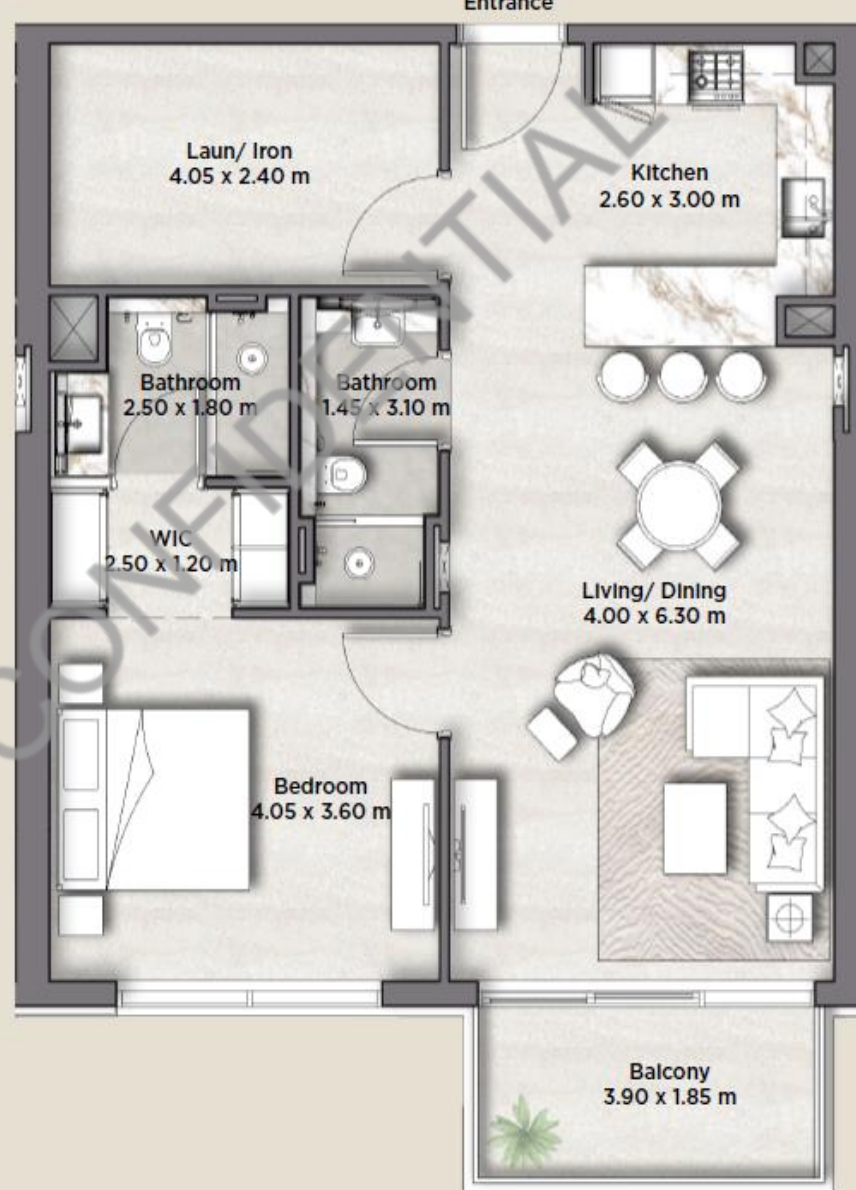 Entrance
Laun/ Iron
4.05 x 2.40 m
Kitchen
2.60 x 3.00 m
Bathroom
2.50 x 1.80 m
Bathroom
1.45 x 3.10 m
WIC
2.50 x 1.20 m
Living/ Dining
4.00 x 6.30 m
Bedroom
4.05 x 3.60 m
Balcony
3.90 x 1.85 m
CONFIDENTIAL